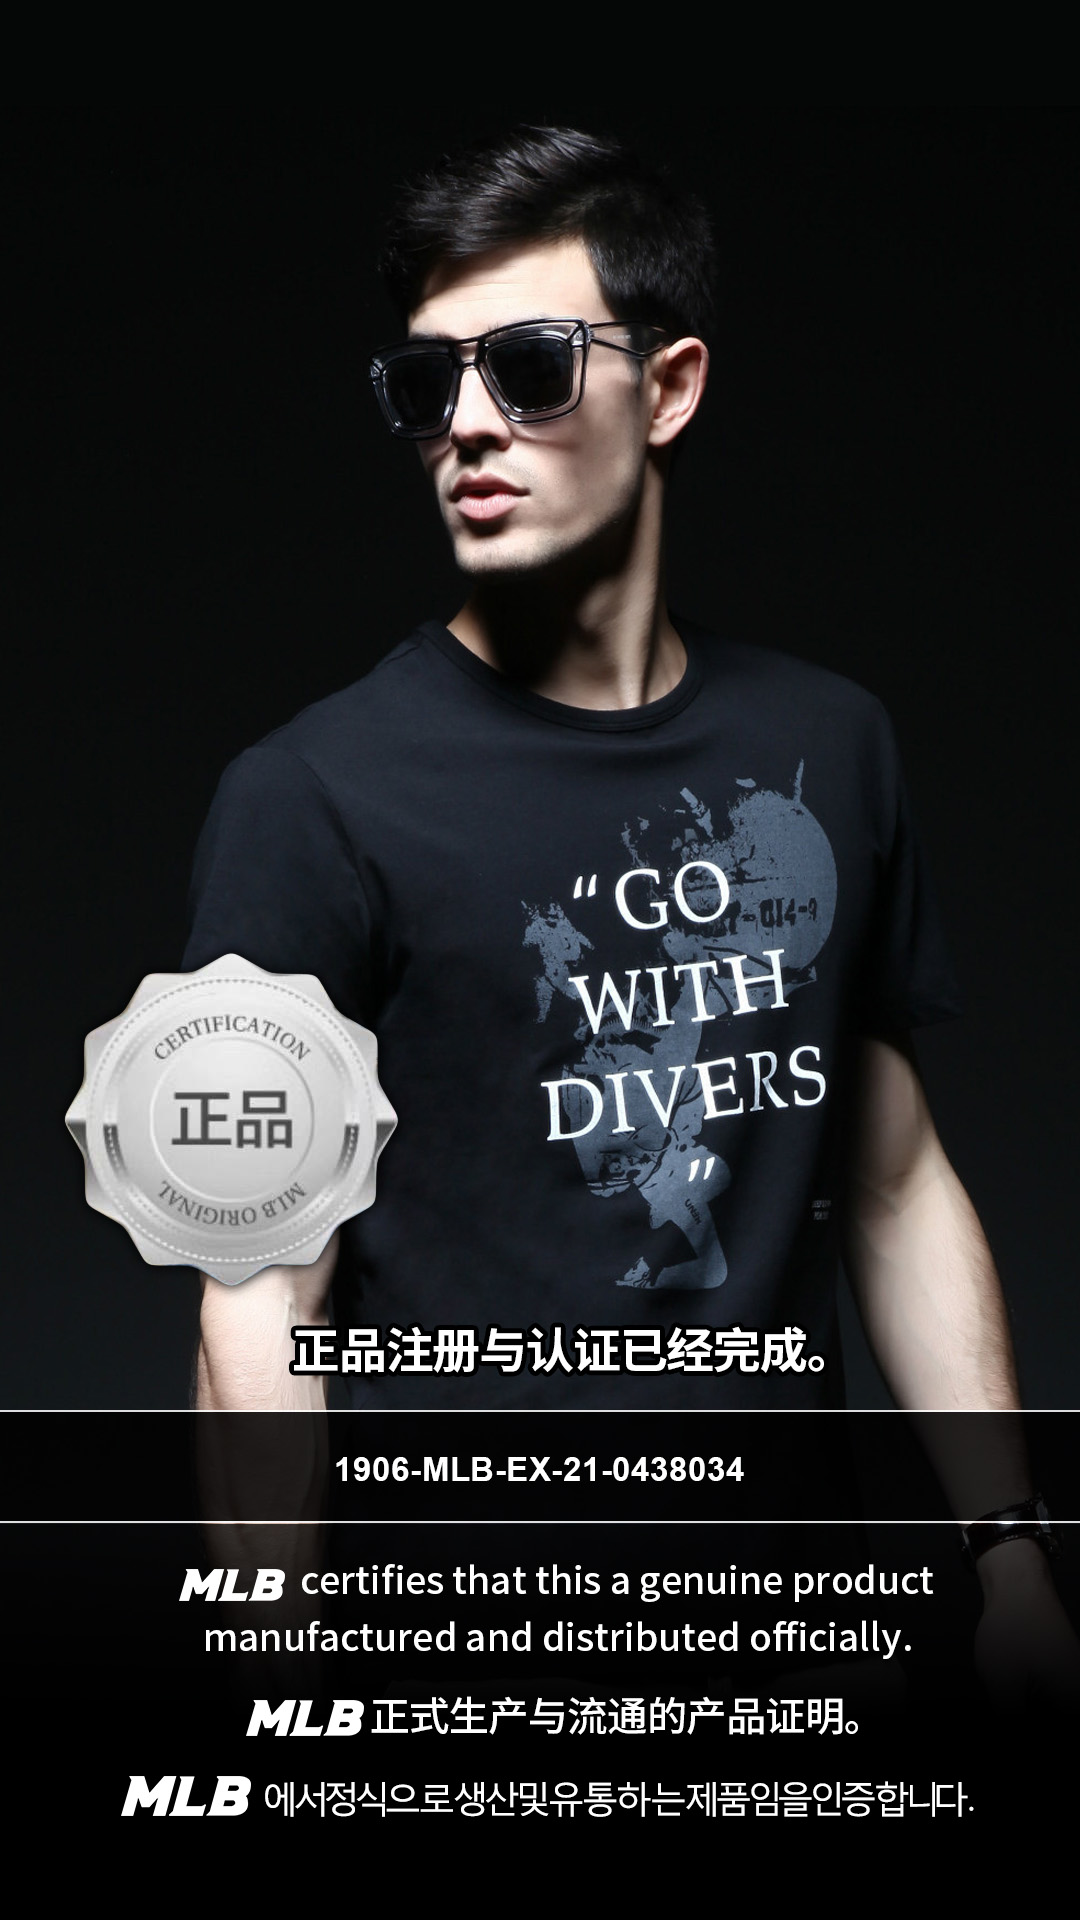 “GO
WITH
DIVERS
”
CERTIFICATION
正品
MLB ORIGINAL
正品注册与认证已经完成。
1906-MLB-EX-21-0438034
MLB certifies that this a genuine product
manufactured and distributed officially.
MLB 正式生产与流通的产品证明。
MLB 에서정식으로생산및유통하는제품임을인증합니다.